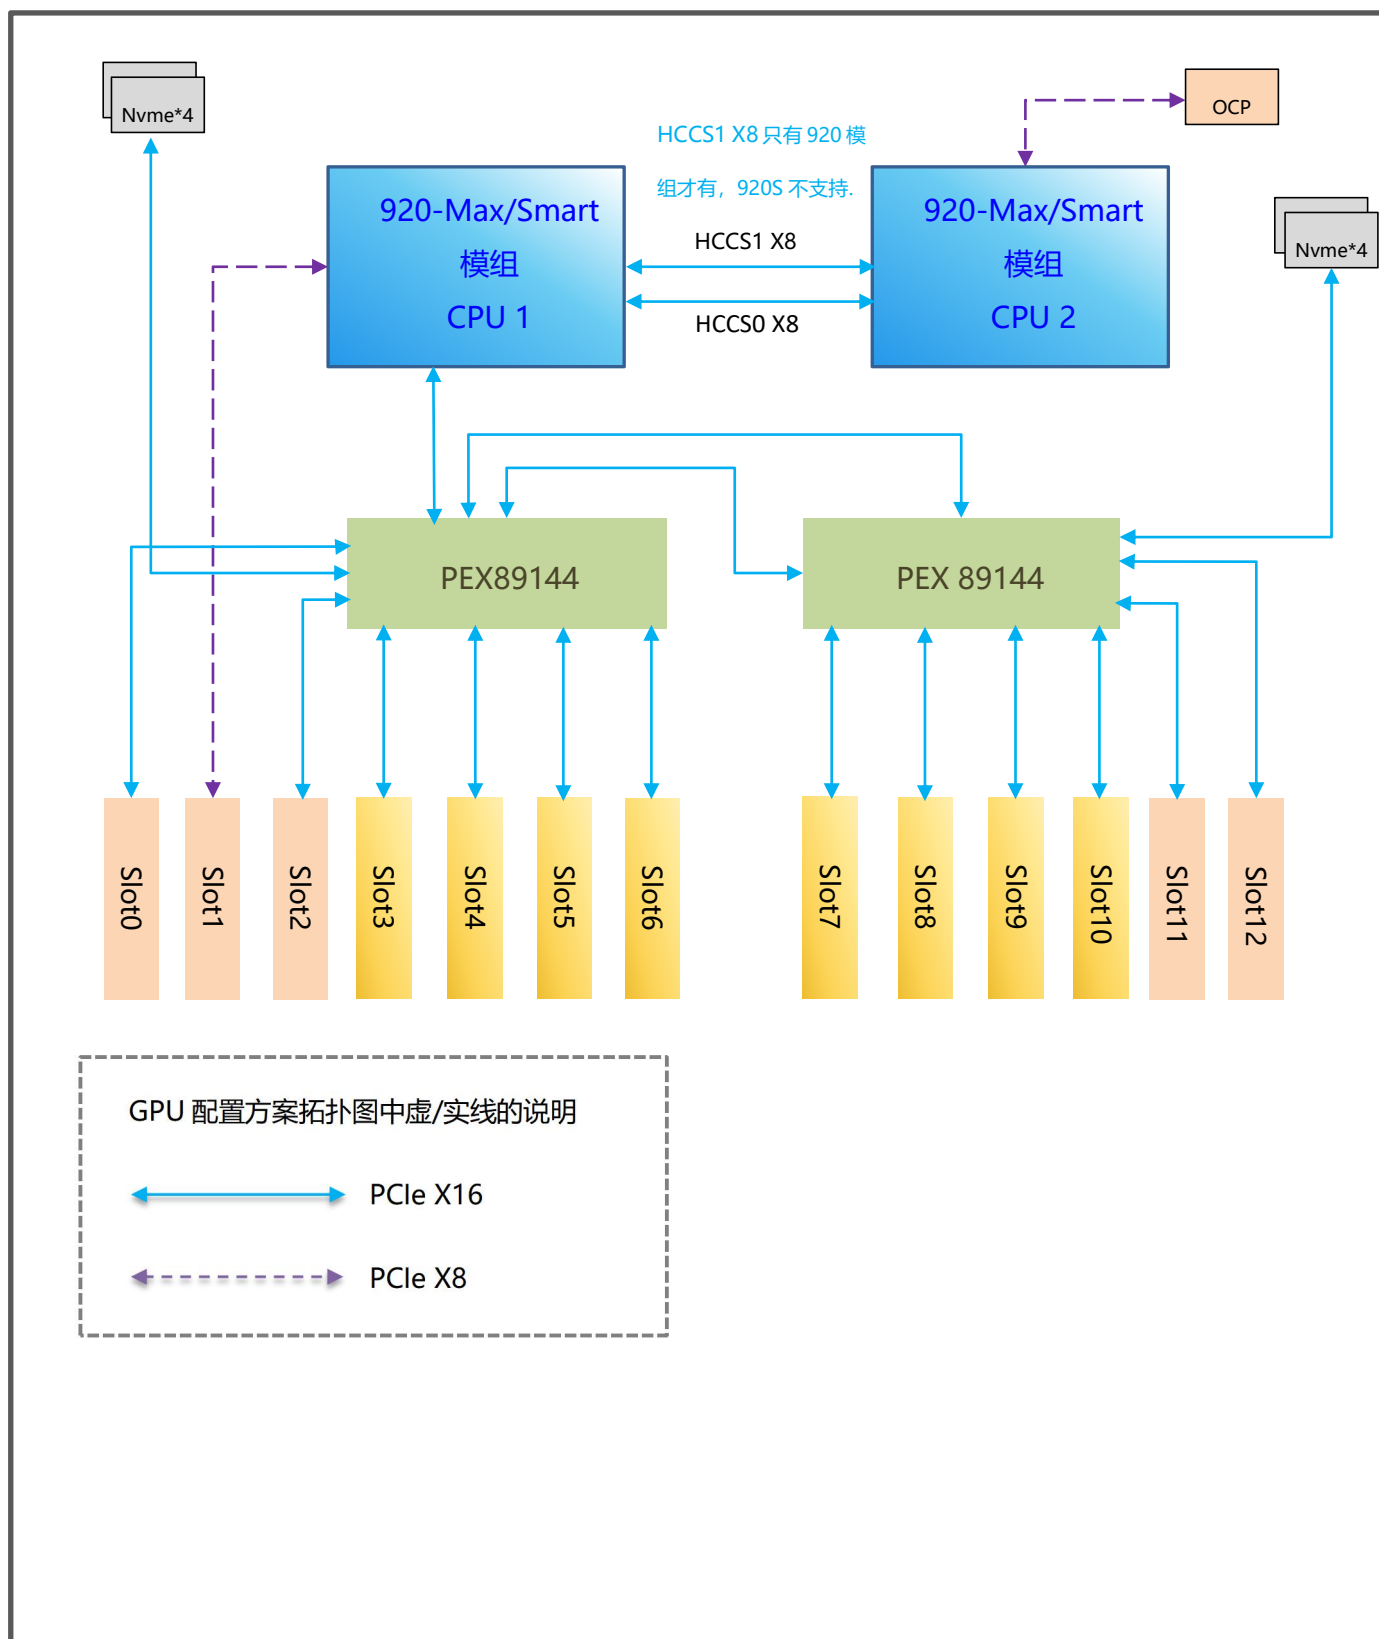 Nvme*4
OCP
HCCS1 X8 只有 920 模
组才有，920S 不支持.
920-Max/Smart
模组
CPU 1
HCCS1 X8
HCCS0 X8
920-Max/Smart
模组
CPU 2
Nvme*4
PEX89144
PEX 89144
Slot0
Slot1
Slot2
Slot3
Slot4
Slot5
Slot6
Slot7
Slot8
Slot9
Slot10
Slot11
Slot12
GPU 配置方案拓扑图中虚/实线的说明
PCIe X16
PCIe X8